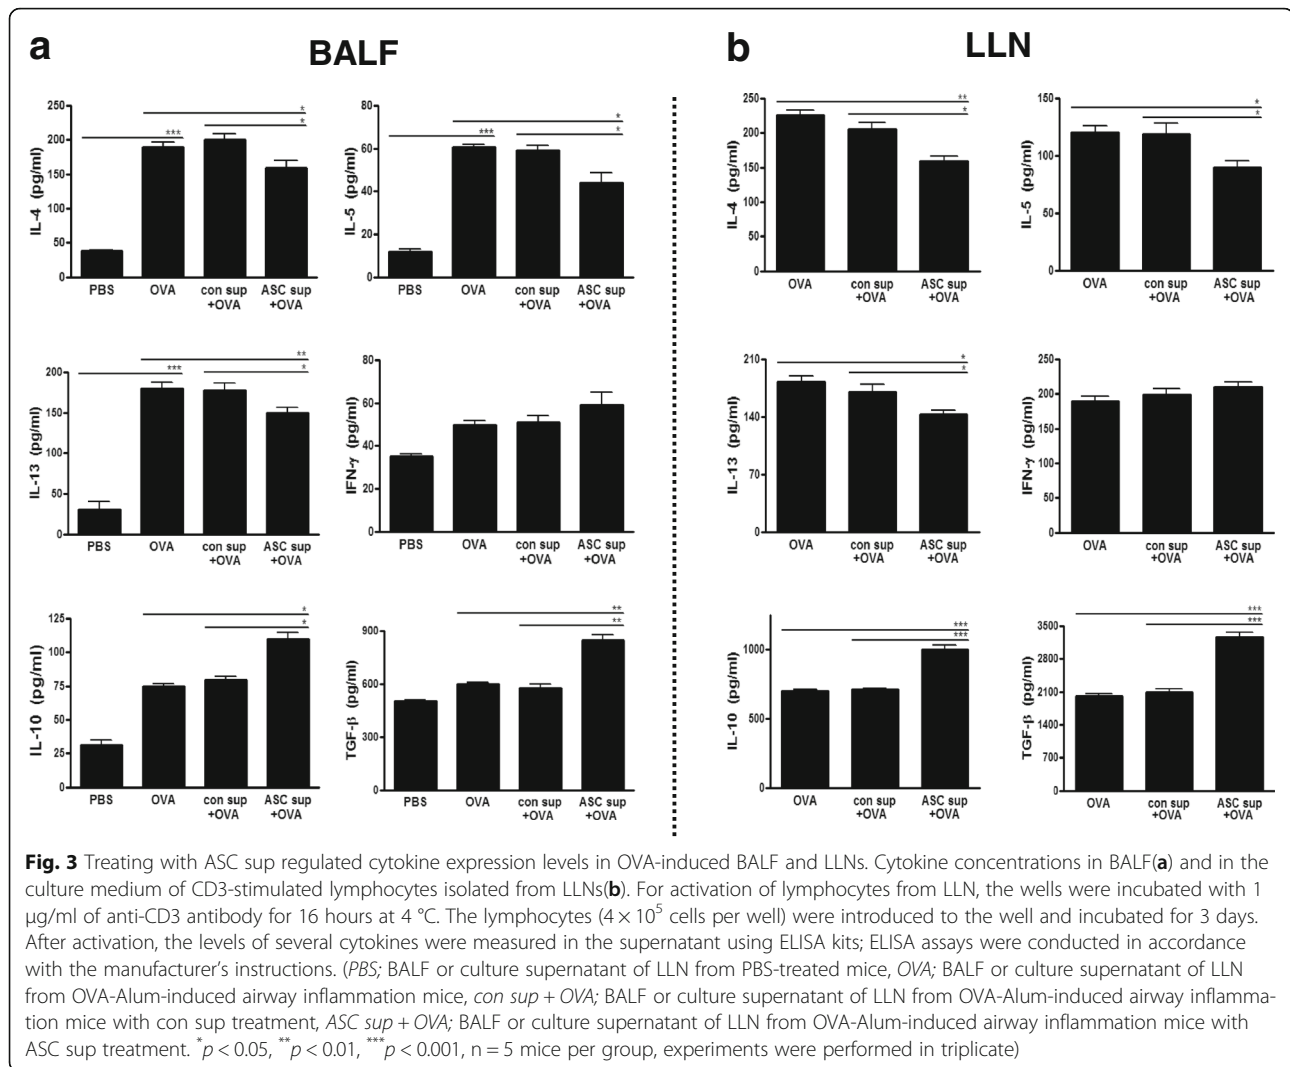 a
BALF
b
LLN
IL-4 (pg/ml)
250
200
150
100
50
0
***
*
*
PBS
OVA
con sup
+OVA
ASC sup
+OVA
IL-5 (pg/ml)
80
60
40
20
0
***
*
*
PBS
OVA
con sup
+OVA
ASC sup
+OVA
IL-4 (pg/ml)
250
200
150
100
50
0
**
*
OVA
con sup
+OVA
ASC sup
+OVA
IL-5 (pg/ml)
150
100
50
0
*
*
OVA
con sup
+OVA
ASC sup
+OVA
IL-13 (pg/ml)
200
150
100
50
0
***
**
*
PBS
OVA
con sup
+OVA
ASC sup
+OVA
IFN-γ (pg/ml)
80
60
40
20
0
PBS
OVA
con sup
+OVA
ASC sup
+OVA
IL-13 (pg/ml)
210
140
70
0
*
*
OVA
con sup
+OVA
ASC sup
+OVA
IFN-γ (pg/ml)
250
200
150
100
50
0
OVA
con sup
+OVA
ASC sup
+OVA
IL-10 (pg/ml)
125
100
75
50
25
0
*
*
PBS
OVA
con sup
+OVA
ASC sup
+OVA
TGF-β (pg/ml)
900
600
300
0
**
**
PBS
OVA
con sup
+OVA
ASC sup
+OVA
IL-10 (pg/ml)
1000
500
0
***
***
OVA
con sup
+OVA
ASC sup
+OVA
TGF-β (pg/ml)
3500
2800
2100
1400
700
0
***
***
OVA
con sup
+OVA
ASC sup
+OVA
Fig. 3 Treating with ASC sup regulated cytokine expression levels in OVA-induced BALF and LLNs. Cytokine concentrations in BALF(a) and in the
culture medium of CD3-stimulated lymphocytes isolated from LLNs(b). For activation of lymphocytes from LLN, the wells were incubated with 1
μg/ml of anti-CD3 antibody for 16 hours at 4 °C. The lymphocytes (4 × 10⁵ cells per well) were introduced to the well and incubated for 3 days.
After activation, the levels of several cytokines were measured in the supernatant using ELISA kits; ELISA assays were conducted in accordance
with the manufacturer's instructions. (PBS; BALF or culture supernatant of LLN from PBS-treated mice, OVA; BALF or culture supernatant of LLN
from OVA-Alum-induced airway inflammation mice, con sup + OVA; BALF or culture supernatant of LLN from OVA-Alum-induced airway inflamma-
tion mice with con sup treatment, ASC sup + OVA; BALF or culture supernatant of LLN from OVA-Alum-induced airway inflammation mice with
ASC sup treatment. *p < 0.05, **p < 0.01, ***p < 0.001, n = 5 mice per group, experiments were performed in triplicate)